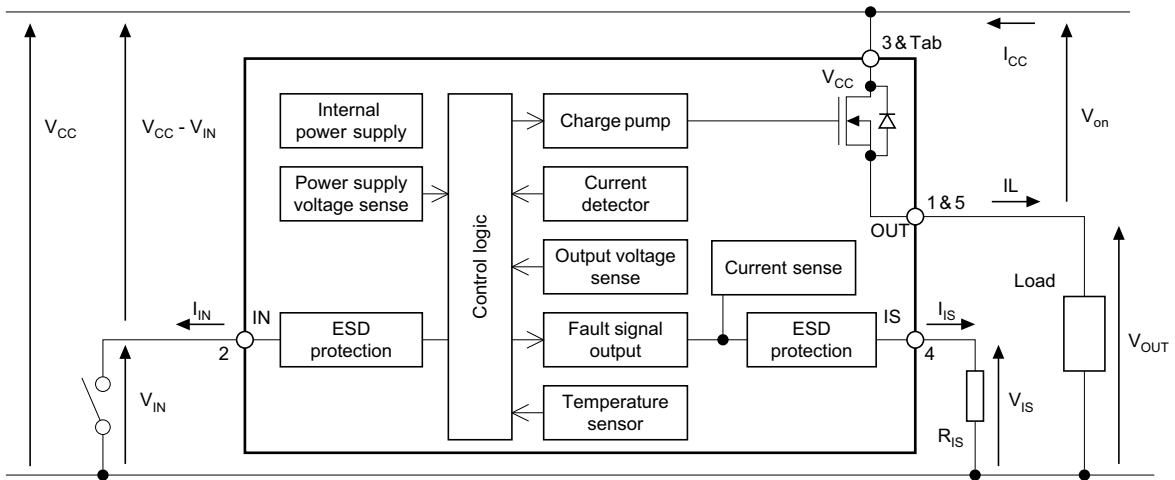 3 & Tab
I_CC
V_CC
V_CC
V_CC - V_IN
V_on
Internal
power supply
Charge pump
Power supply
voltage sense
Current
detector
Control logic
Output voltage
sense
Current sense
OUT
1 & 5
IL
Load
I_IN
IN
2
ESD
protection
Fault signal
output
ESD
protection
IS
4
I_IS
V_OUT
V_IN
Temperature
sensor
R_IS
V_IS